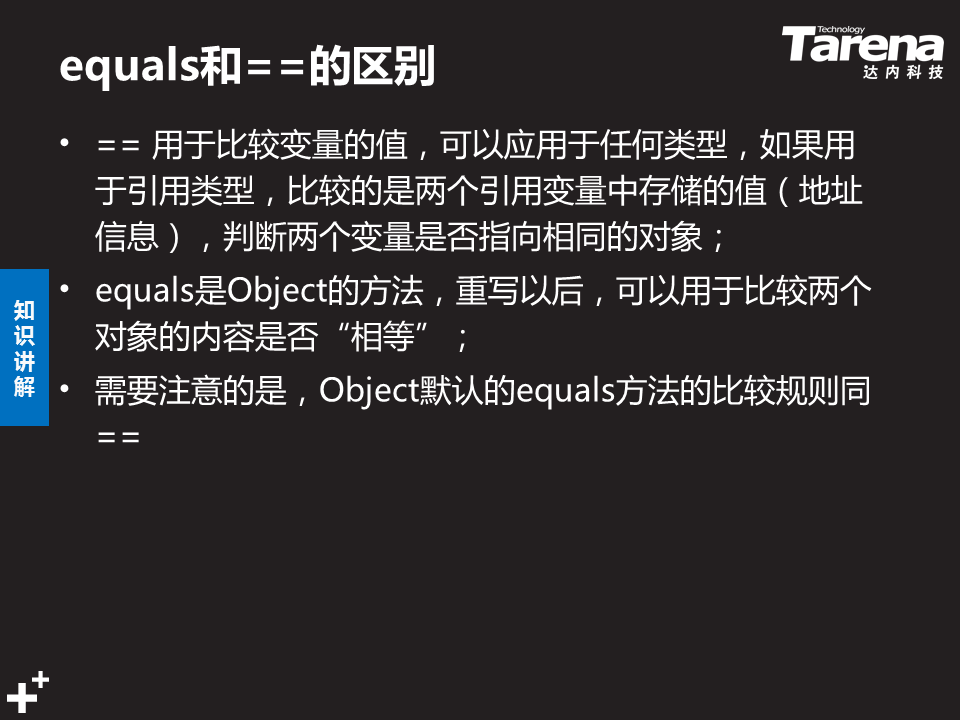 equals和==的区别
Technology
Tarena
达内科技
• == 用于比较变量的值，可以应用于任何类型，如果用
于引用类型，比较的是两个引用变量中存储的值（地址
信息），判断两个变量是否指向相同的对象；
• equals是Object的方法，重写以后，可以用于比较两个
对象的内容是否“相等”；
• 需要注意的是，Object默认的equals方法的比较规则同
==
知
识
讲
解